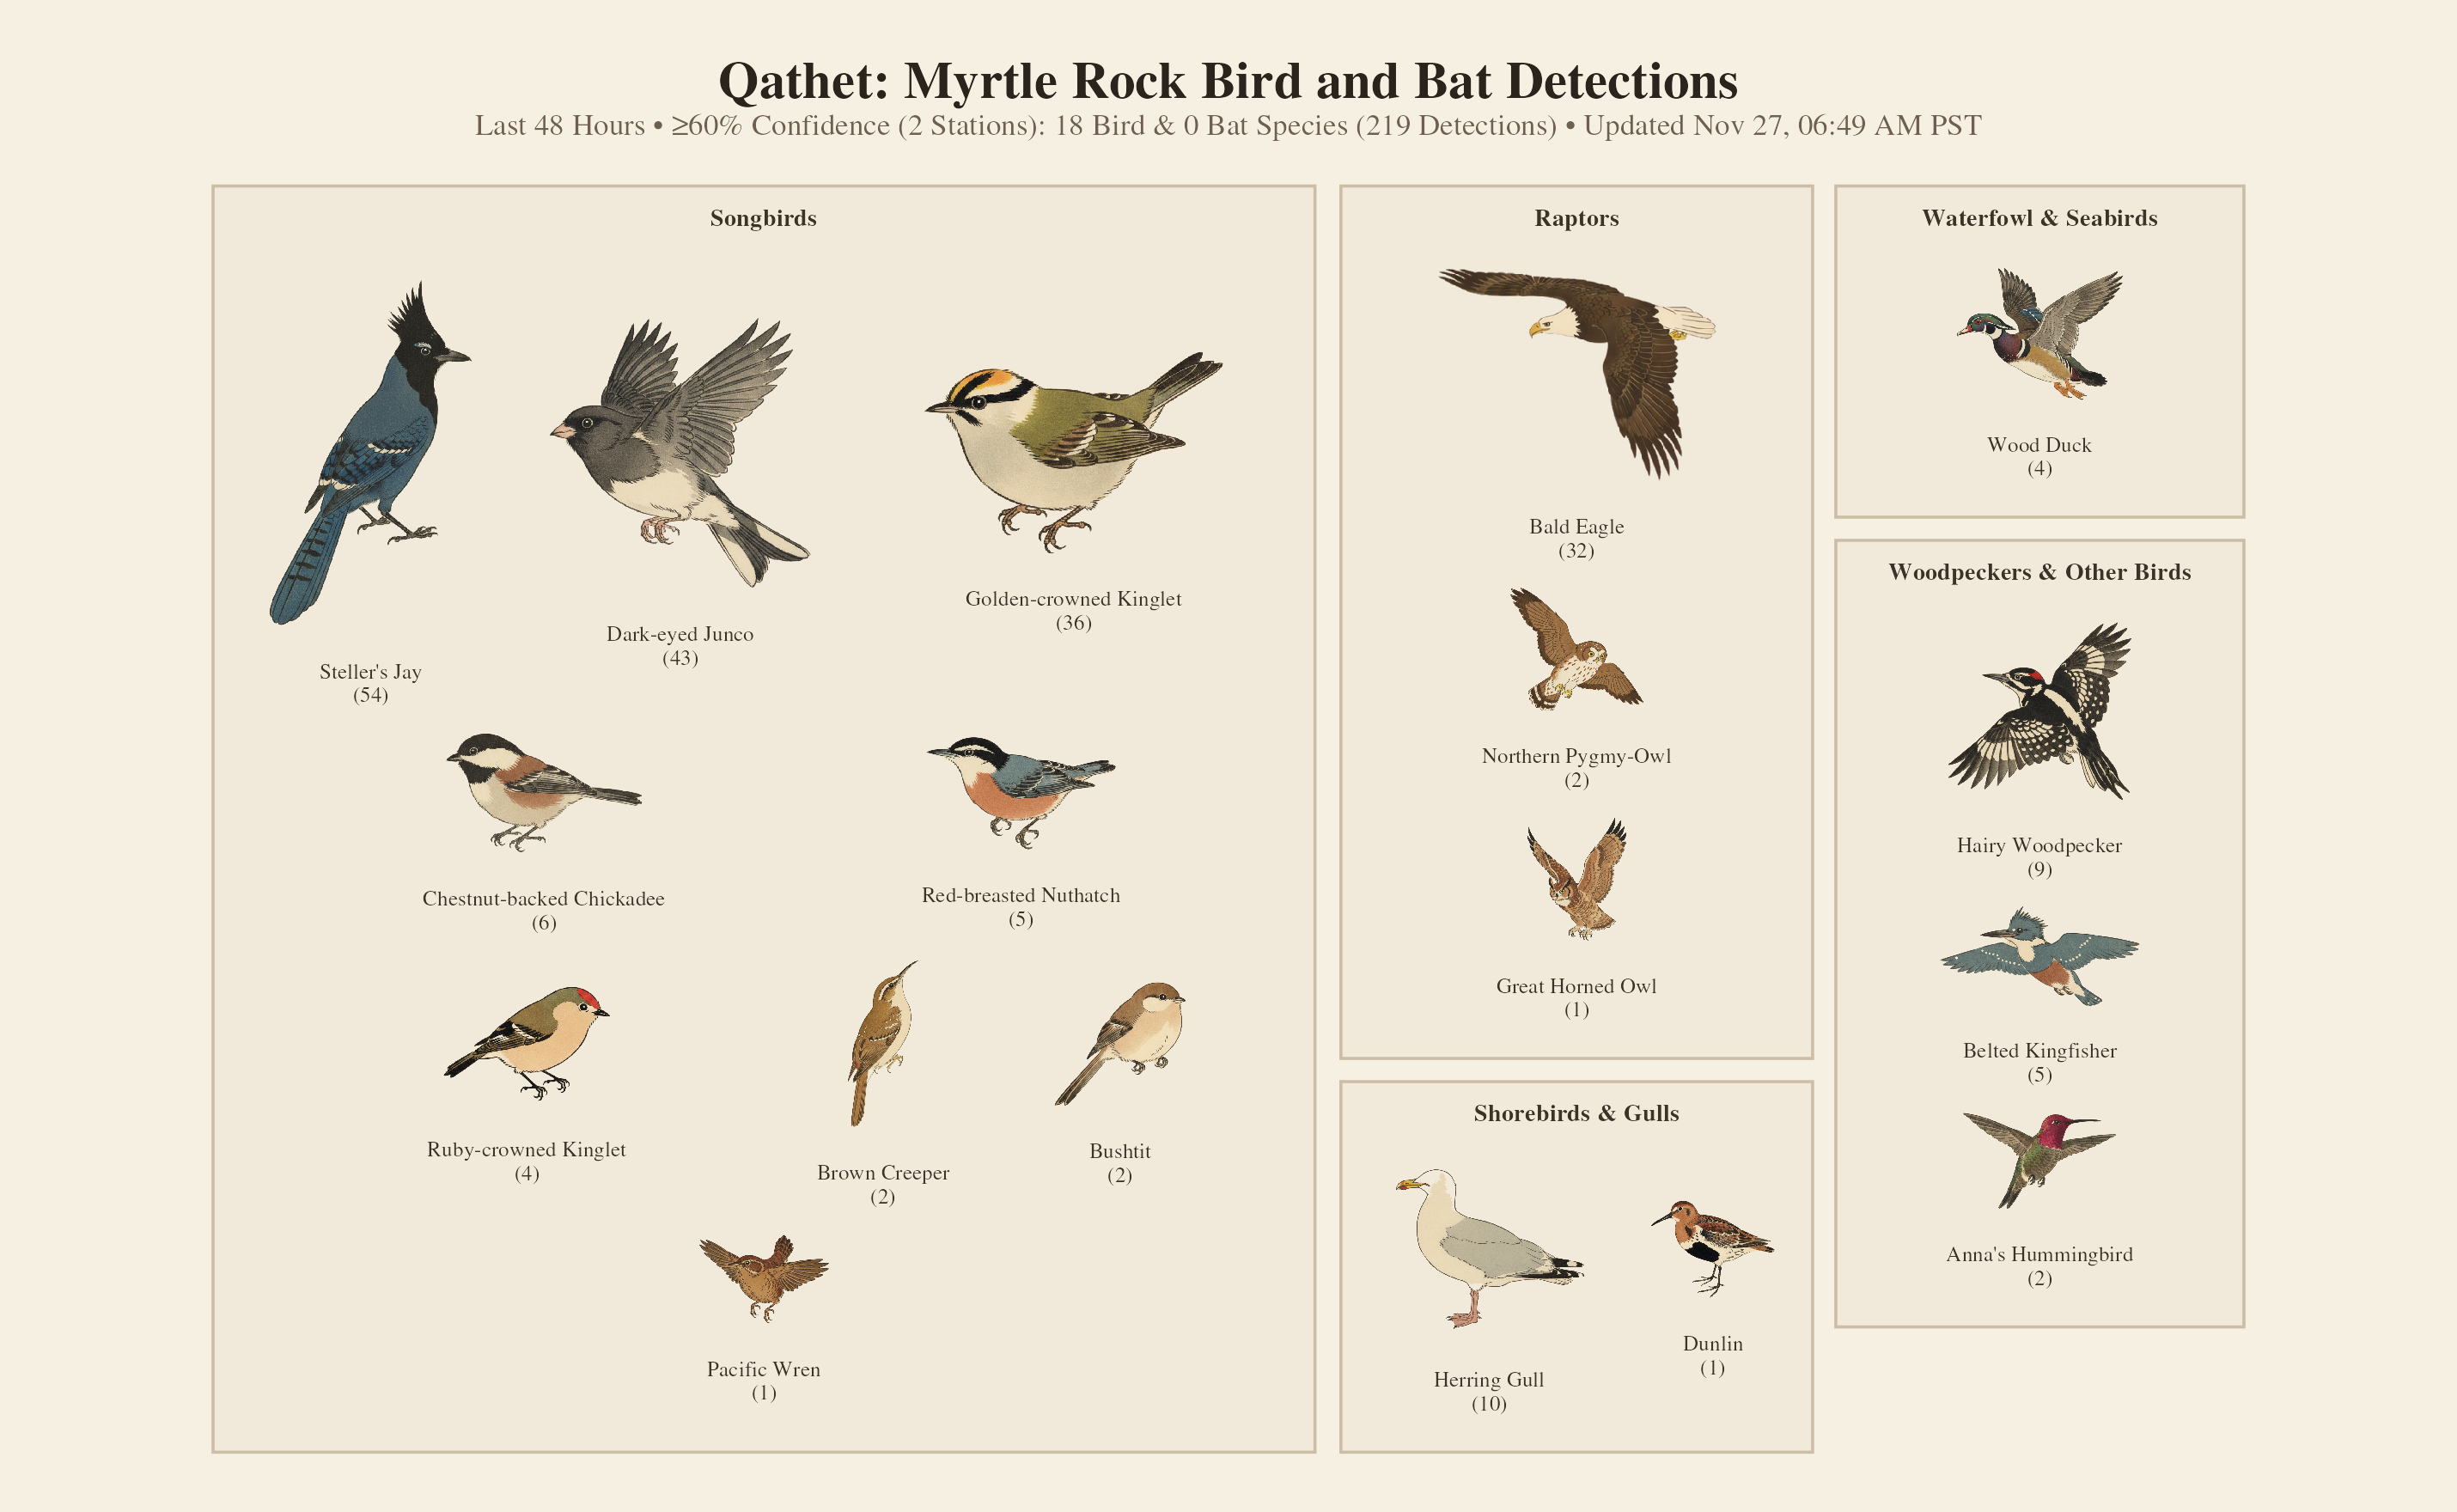 Qathet: Myrtle Rock Bird and Bat Detections
Last 48 Hours • ≥60% Confidence (2 Stations): 18 Bird & 0 Bat Species (219 Detections) • Updated Nov 27, 06:49 AM PST
Songbirds
Steller's Jay
(54)
Dark-eyed Junco
(43)
Golden-crowned Kinglet
(36)
Chestnut-backed Chickadee
(6)
Red-breasted Nuthatch
(5)
Ruby-crowned Kinglet
(4)
Brown Creeper
(2)
Bushtit
(2)
Pacific Wren
(1)
Raptors
Bald Eagle
(32)
Northern Pygmy-Owl
(2)
Great Horned Owl
(1)
Shorebirds & Gulls
Herring Gull
(10)
Dunlin
(1)
Waterfowl & Seabirds
Wood Duck
(4)
Woodpeckers & Other Birds
Hairy Woodpecker
(9)
Belted Kingfisher
(5)
Anna's Hummingbird
(2)